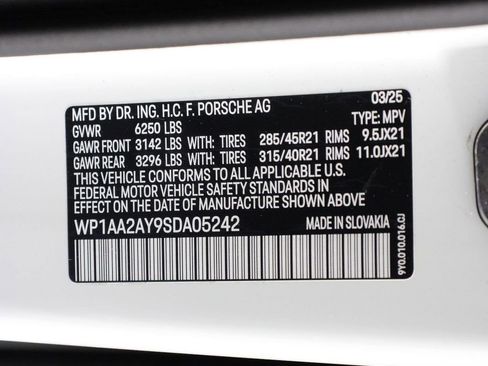 MFD BY DR. ING. H.C. F. PORSCHE AG 03/25
GVWR 6250 LBS TYPE: MPV
GAWR FRONT 3142 LBS WITH: TIRES 285/45R21 RIMS 9.5JX21
GAWR REAR 3296 LBS WITH: TIRES 315/40R21 RIMS 11.0JX21
THIS VEHICLE CONFORMS TO ALL APPLICABLE U.S.
FEDERAL MOTOR VEHICLE SAFETY STANDARDS IN
EFFECT ON THE DATE OF MANUFACTURE SHOWN ABOVE.
WP1AA2AY9SDA05242 MADE IN SLOVAKIA
9Y0.010.016.CJ